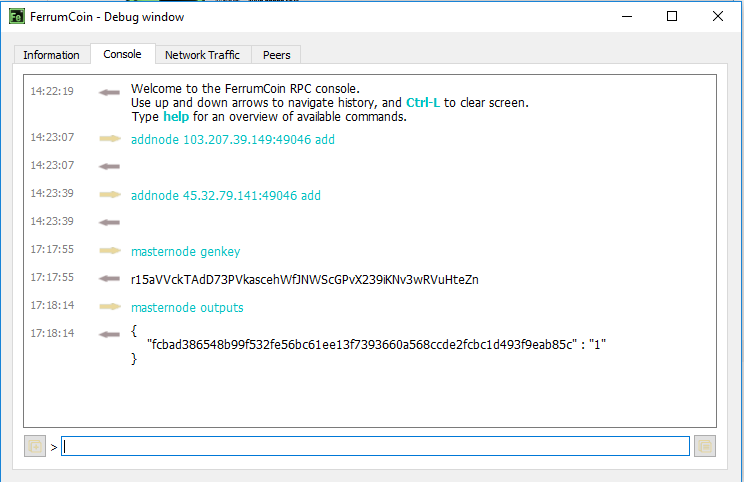 FerrumCoin - Debug window
Information Console Network Traffic Peers
14:22:19 Welcome to the FerrumCoin RPC console.
Use up and down arrows to navigate history, and Ctrl-L to clear screen.
Type help for an overview of available commands.
14:23:07 addnode 103.207.39.149:49046 add
14:23:07
14:23:39 addnode 45.32.79.141:49046 add
14:23:39
17:17:55 masternode genkey
17:17:55 r15aVVckTAdD73PVkascehWfJNWScGPvX239iKNv3wRVuHteZn
17:18:14 masternode outputs
17:18:14 {
"fcbad386548b99f532fe56bc61ee13f7393660a568ccde2fcbc1d493f9eab85c" : "1"
}
>